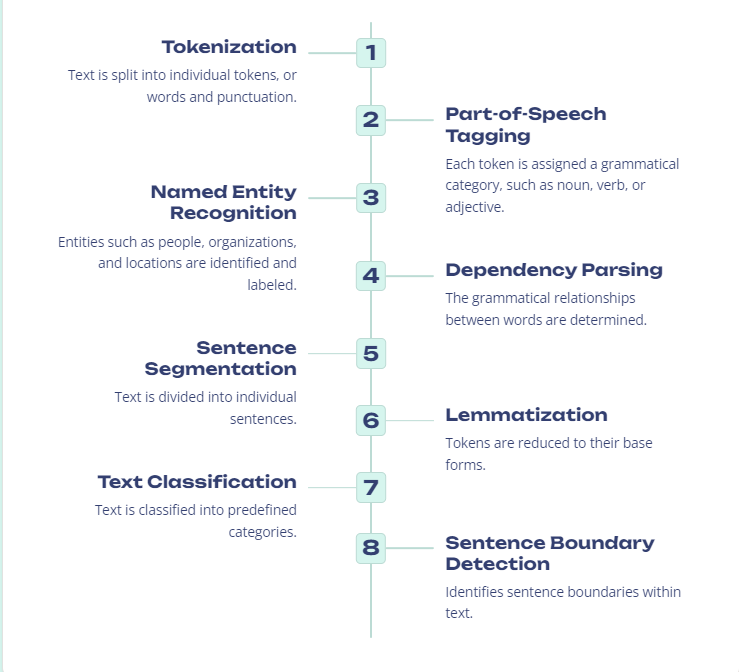 1
Tokenization
Text is split into individual tokens, or
words and punctuation.
2
Part-of-Speech
Tagging
Each token is assigned a grammatical
category, such as noun, verb, or
adjective.
3
Named Entity
Recognition
Entities such as people, organizations,
and locations are identified and
labeled.
4
Dependency Parsing
The grammatical relationships
between words are determined.
5
Sentence
Segmentation
Text is divided into individual
sentences.
6
Lemmatization
Tokens are reduced to their base
forms.
7
Text Classification
Text is classified into predefined
categories.
8
Sentence Boundary
Detection
Identifies sentence boundaries within
text.